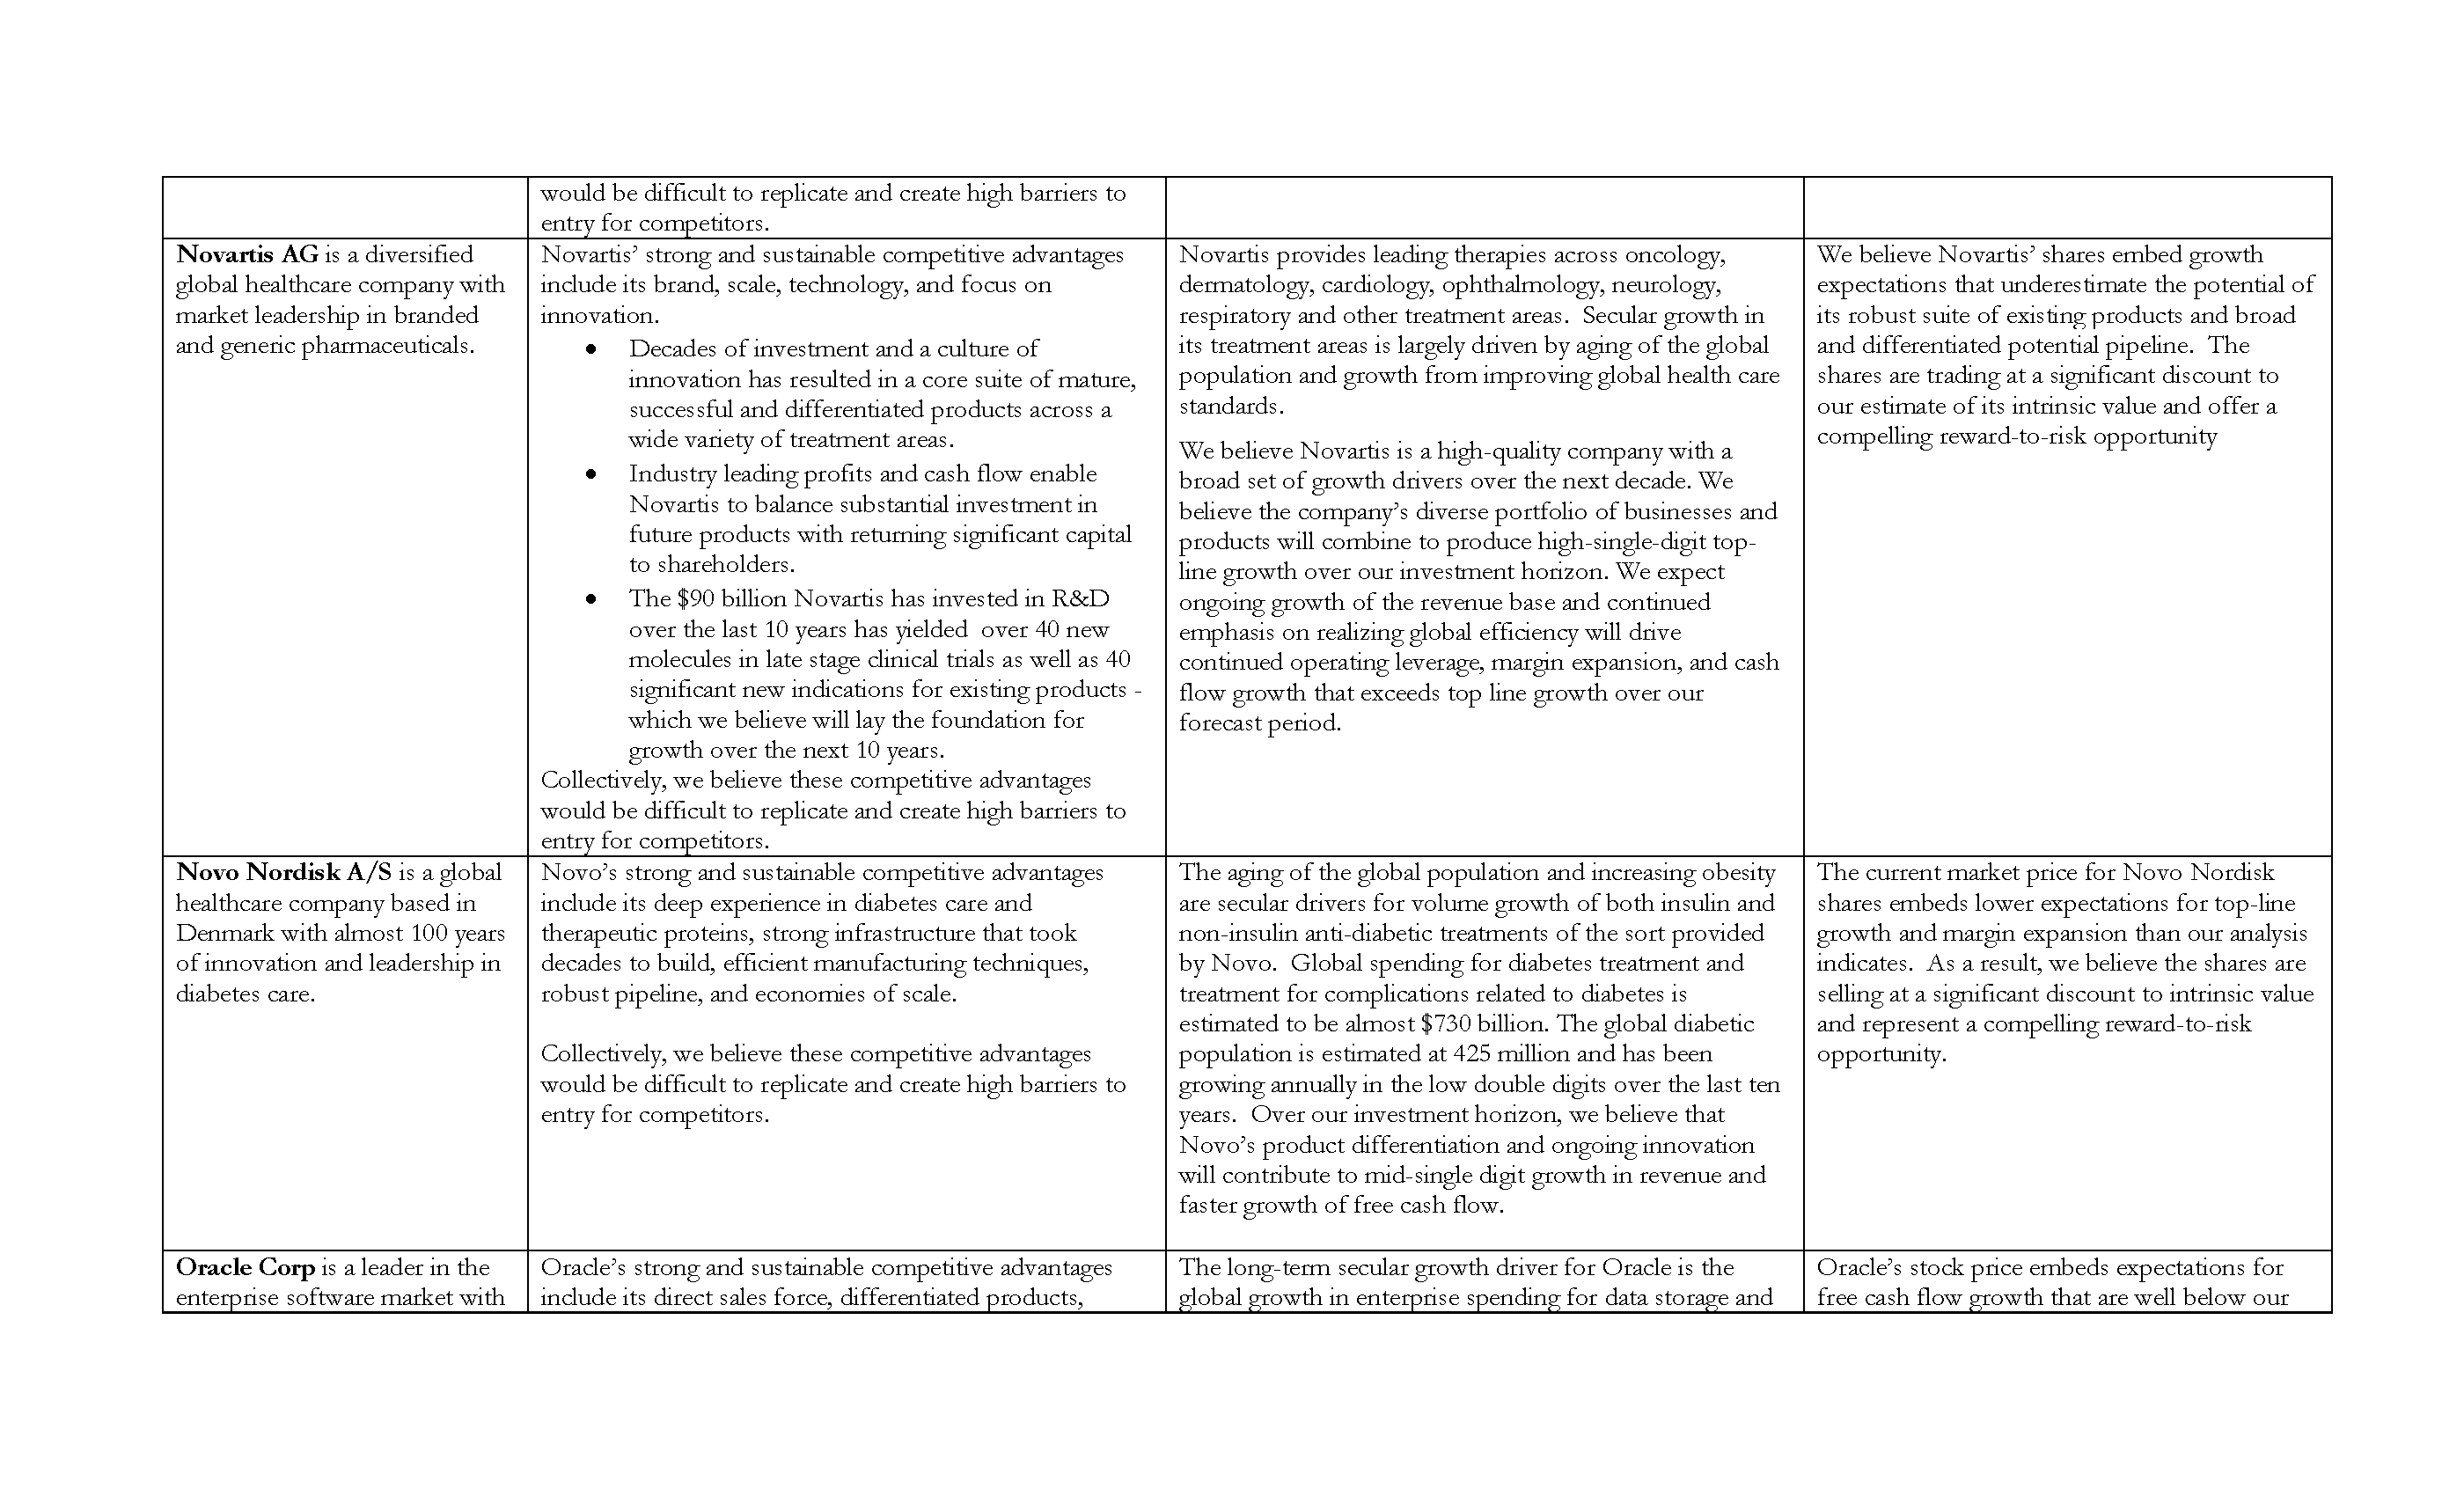 would be difficult to replicate and create high barriers to
entry for competitors.
Novartis AG is a diversified
global healthcare company with
market leadership in branded
and generic pharmaceuticals.
Novartis’ strong and sustainable competitive advantages
include its brand, scale, technology, and focus on
innovation.
• Decades of investment and a culture of
innovation has resulted in a core suite of mature,
successful and differentiated products across a
wide variety of treatment areas.
• Industry leading profits and cash flow enable
Novartis to balance substantial investment in
future products with returning significant capital
to shareholders.
• The $90 billion Novartis has invested in R&D
over the last 10 years has yielded  over 40 new
molecules in late stage clinical trials as well as 40
significant new indications for existing products -
which we believe will lay the foundation for
growth over the next 10 years.
Collectively, we believe these competitive advantages
would be difficult to replicate and create high barriers to
entry for competitors.
Novartis provides leading therapies across oncology,
dermatology, cardiology, ophthalmology, neurology,
respiratory and other treatment areas.  Secular growth in
its treatment areas is largely driven by aging of the global
population and growth from improving global health care
standards.
We believe Novartis is a high-quality company with a
broad set of growth drivers over the next decade. We
believe the company’s diverse portfolio of businesses and
products will combine to produce high-single-digit top-
line growth over our investment horizon. We expect
ongoing growth of the revenue base and continued
emphasis on realizing global efficiency will drive
continued operating leverage, margin expansion, and cash
flow growth that exceeds top line growth over our
forecast period.
We believe Novartis’ shares embed growth
expectations that underestimate the potential of
its robust suite of existing products and broad
and differentiated potential pipeline.  The
shares are trading at a significant discount to
our estimate of its intrinsic value and offer a
compelling reward-to-risk opportunity
Novo Nordisk A/S is a global
healthcare company based in
Denmark with almost 100 years
of innovation and leadership in
diabetes care.
Novo’s strong and sustainable competitive advantages
include its deep experience in diabetes care and
therapeutic proteins, strong infrastructure that took
decades to build, efficient manufacturing techniques,
robust pipeline, and economies of scale.
Collectively, we believe these competitive advantages
would be difficult to replicate and create high barriers to
entry for competitors.
The aging of the global population and increasing obesity
are secular drivers for volume growth of both insulin and
non-insulin anti-diabetic treatments of the sort provided
by Novo.  Global spending for diabetes treatment and
treatment for complications related to diabetes is
estimated to be almost $730 billion. The global diabetic
population is estimated at 425 million and has been
growing annually in the low double digits over the last ten
years.  Over our investment horizon, we believe that
Novo’s product differentiation and ongoing innovation
will contribute to mid-single digit growth in revenue and
faster growth of free cash flow.
The current market price for Novo Nordisk
shares embeds lower expectations for top-line
growth and margin expansion than our analysis
indicates.  As a result, we believe the shares are
selling at a significant discount to intrinsic value
and represent a compelling reward-to-risk
opportunity.
Oracle Corp is a leader in the
enterprise software market with
Oracle’s strong and sustainable competitive advantages
include its direct sales force, differentiated products,
The long-term secular growth driver for Oracle is the
global growth in enterprise spending for data storage and
Oracle’s stock price embeds expectations for
free cash flow growth that are well below our